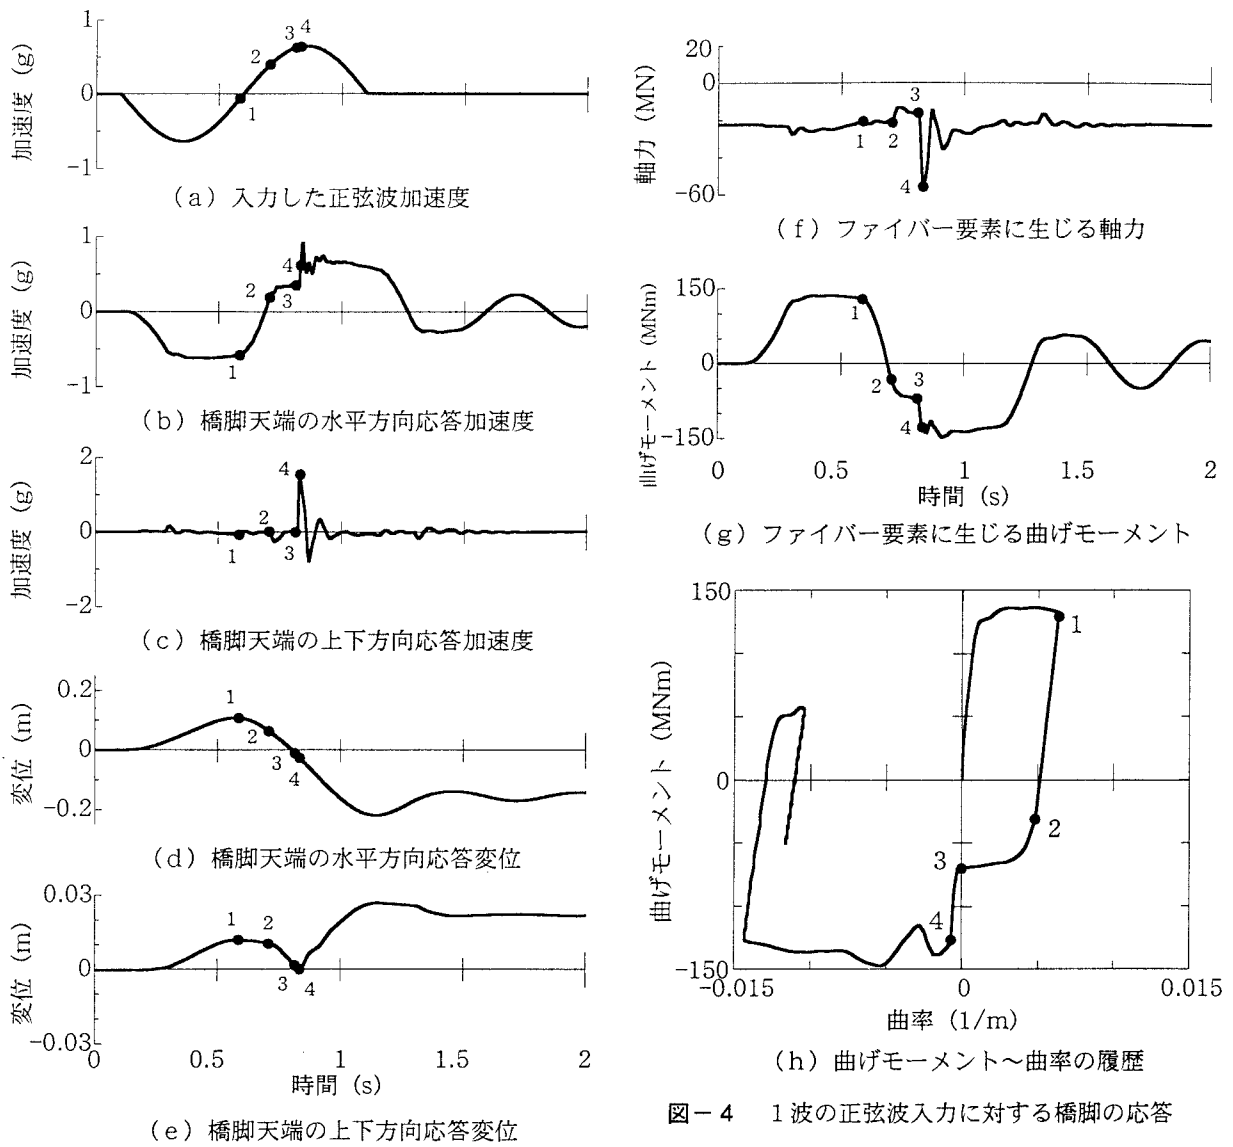 1
0
-1
加速度 (g)
1
2
3
4
(a) 入力した正弦波加速度
1
0
-1
加速度 (g)
1
2
3
4
(b) 橋脚天端の水平方向応答加速度
2
0
-2
加速度 (g)
1
2
3
4
(c) 橋脚天端の上下方向応答加速度
0.2
0
-0.2
変位 (m)
1
2
3
4
(d) 橋脚天端の水平方向応答変位
0.03
0
-0.03
変位 (m)
1
2
3
4
0 0.5 1 1.5 2
時間 (s)
(e) 橋脚天端の上下方向応答変位
20
0
-60
軸力 (MN)
1
2
3
4
(f) ファイバー要素に生じる軸力
150
0
-150
曲げモーメント (MNm)
1
2
3
4
0 0.5 1 1.5 2
時間 (s)
(g) ファイバー要素に生じる曲げモーメント
150
0
-150
曲げモーメント (MNm)
1
2
3
4
-0.015 0 0.015
曲率 (1/m)
(h) 曲げモーメント～曲率の履歴
図－4 1波の正弦波入力に対する橋脚の応答